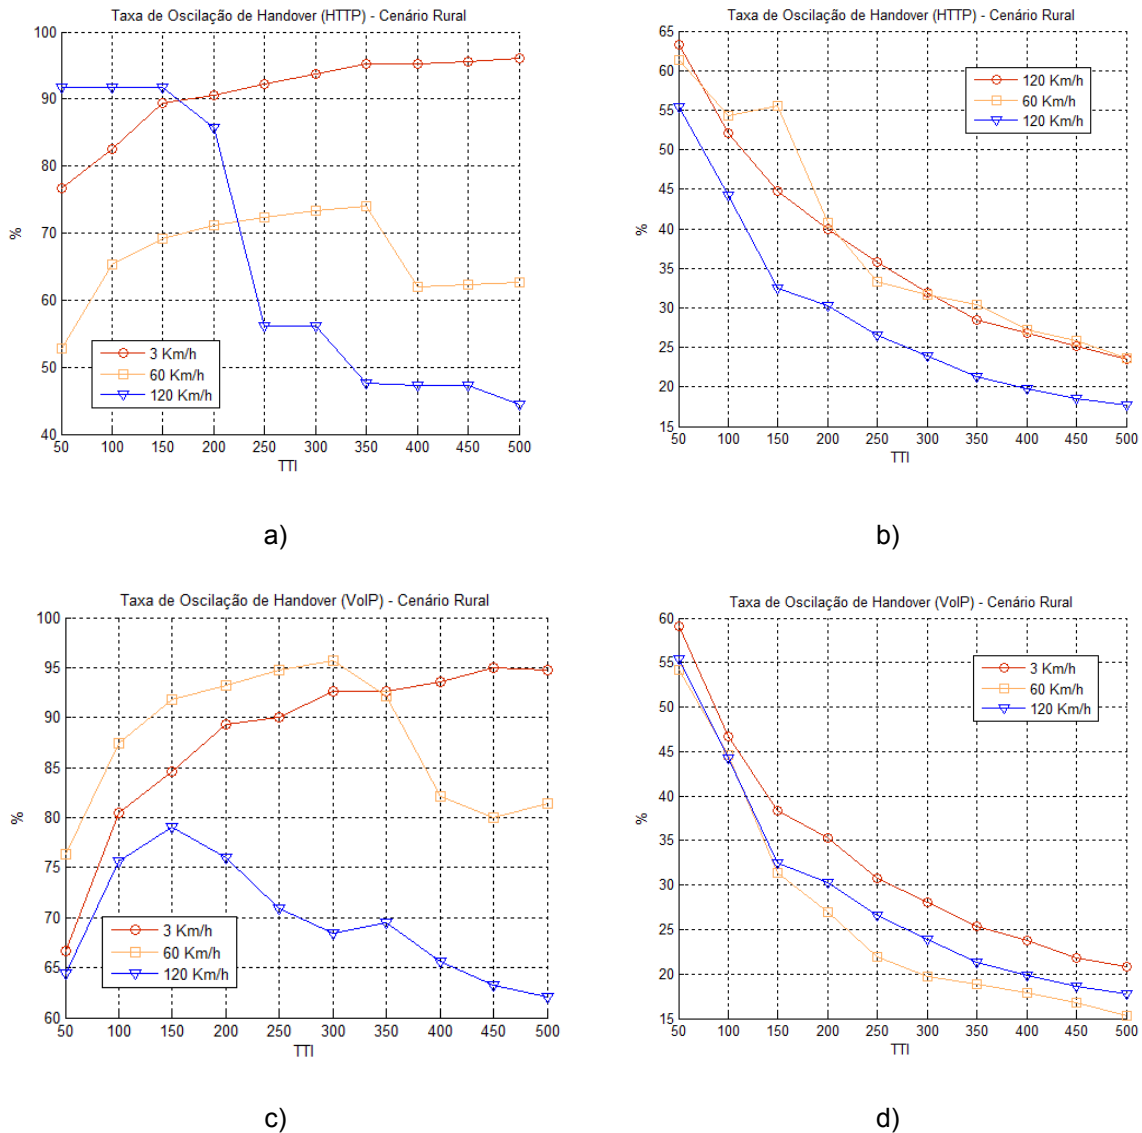 Taxa de Oscilação de Handover (HTTP) - Cenário Rural
100
90
80
70
60
50
40
%
3 Km/h
60 Km/h
120 Km/h
50 100 150 200 250 300 350 400 450 500
TTI
a)
Taxa de Oscilação de Handover (HTTP) - Cenário Rural
65
60
55
50
45
40
35
30
25
20
15
%
120 Km/h
60 Km/h
120 Km/h
50 100 150 200 250 300 350 400 450 500
TTI
b)
Taxa de Oscilação de Handover (VoIP) - Cenário Rural
100
95
90
85
80
75
70
65
60
%
3 Km/h
60 Km/h
120 Km/h
50 100 150 200 250 300 350 400 450 500
TTI
c)
Taxa de Oscilação de Handover (VoIP) - Cenário Rural
60
55
50
45
40
35
30
25
20
15
%
3 Km/h
60 Km/h
120 Km/h
50 100 150 200 250 300 350 400 450 500
TTI
d)